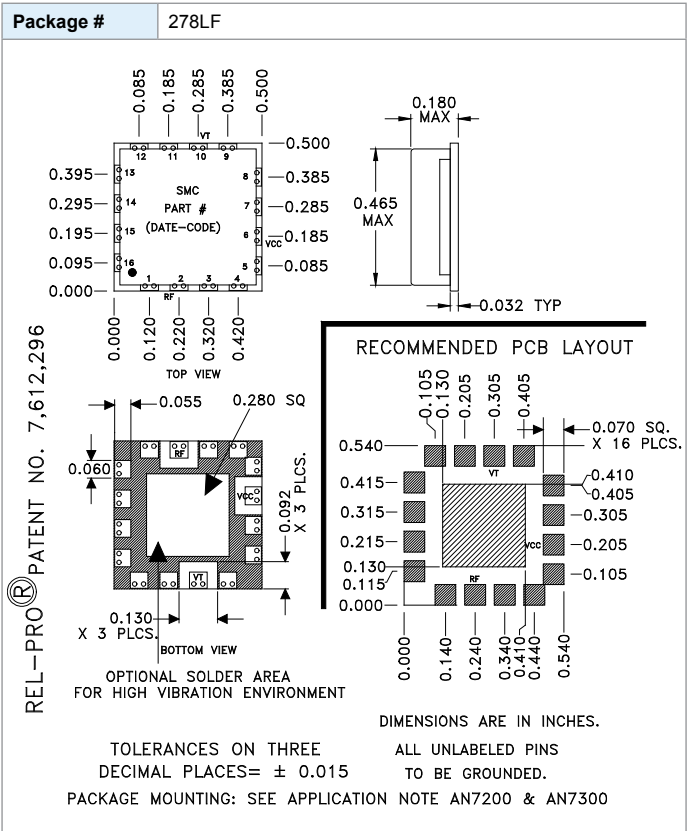 Package # 278LF
0.085 0.185 0.285 0.385 0.500
VT
12 11 10 9
0.500
0.395 13 8 0.385
0.295 14 SMC 7 0.285
PART #
0.195 15 (DATE-CODE) 6 0.185
VCC
0.095 16 5 0.085
1 2 3 4
0.000 RF
0.000 0.120 0.220 0.320 0.420
TOP VIEW
0.180
MAX
0.465
MAX
0.032 TYP
REL-PRO® PATENT NO. 7,612,296
0.055 0.280 SQ
RF
0.060
VCC
0.092
X 3 PLCS.
VT
0.130
X 3 PLCS.
BOTTOM VIEW
OPTIONAL SOLDER AREA
FOR HIGH VIBRATION ENVIRONMENT
RECOMMENDED PCB LAYOUT
0.105 0.130 0.205 0.305 0.405
0.070 SQ.
X 16 PLCS.
0.540
VT
0.415 0.410
0.405
0.315 0.305
0.215 VCC 0.205
0.130
0.115 RF 0.105
0.000
0.000 0.140 0.240 0.340 0.410 0.440 0.540
DIMENSIONS ARE IN INCHES.
TOLERANCES ON THREE
DECIMAL PLACES= ± 0.015
ALL UNLABELED PINS
TO BE GROUNDED.
PACKAGE MOUNTING: SEE APPLICATION NOTE AN7200 & AN7300